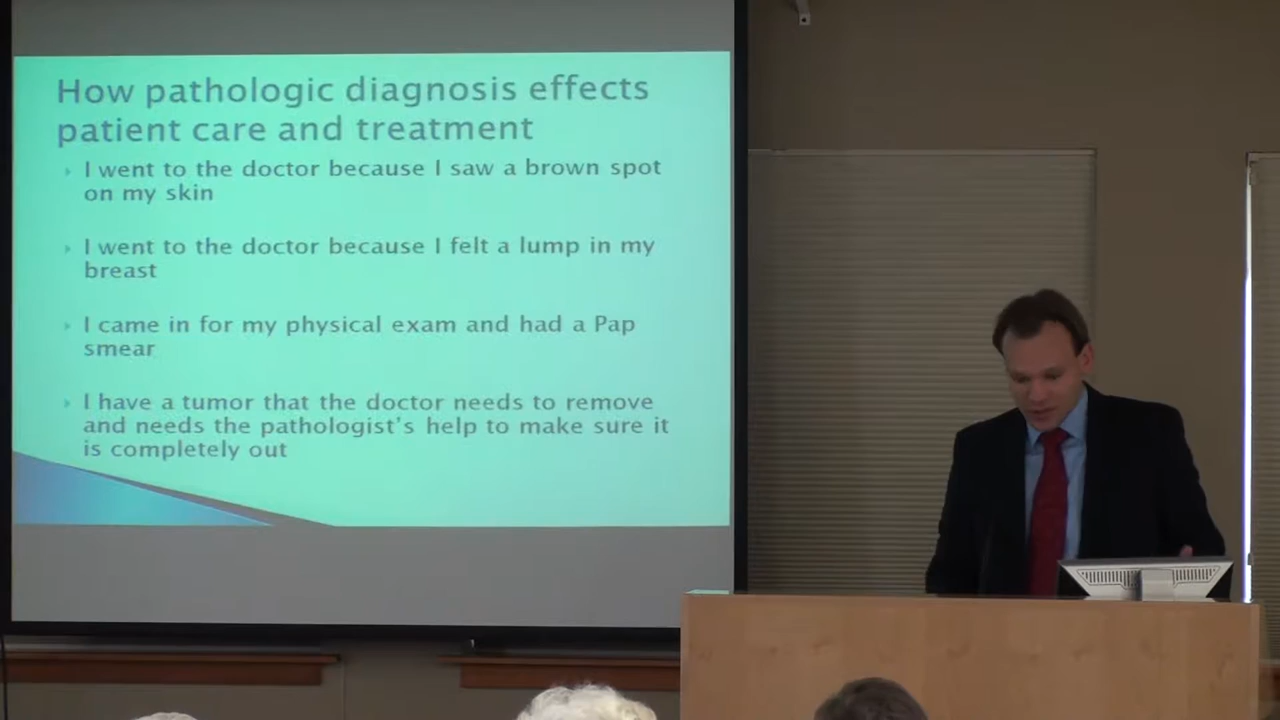 How pathologic diagnosis effects
patient care and treatment
I went to the doctor because I saw a brown spot
on my skin
I went to the doctor because I felt a lump in my
breast
I came in for my physical exam and had a Pap
smear
I have a tumor that the doctor needs to remove
and needs the pathologist's help to make sure it
is completely out